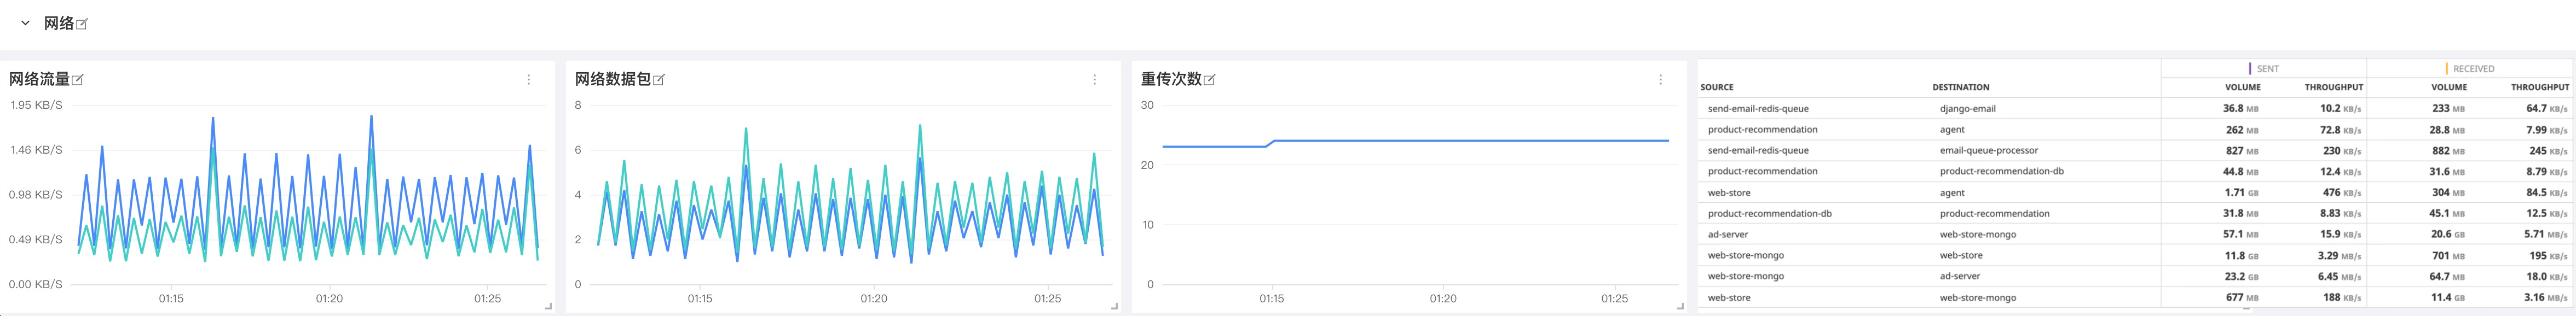 网络
网络流量
1.95 KB/S
1.46 KB/S
0.98 KB/S
0.49 KB/S
0.00 KB/S
01:15 01:20 01:25
网络数据包
8
6
4
2
0
01:15 01:20 01:25
重传次数
30
20
10
0
01:15 01:20 01:25
SENT RECEIVED
SOURCE DESTINATION VOLUME THROUGHPUT VOLUME THROUGHPUT
send-email-redis-queue django-email 36.8 MB 10.2 KB/s 233 MB 64.7 KB/s
product-recommendation agent 262 MB 72.8 KB/s 28.8 MB 7.99 KB/s
send-email-redis-queue email-queue-processor 827 MB 230 KB/s 882 MB 245 KB/s
product-recommendation product-recommendation-db 44.8 MB 12.4 KB/s 31.6 MB 8.79 KB/s
web-store agent 1.71 GB 476 KB/s 304 MB 84.5 KB/s
product-recommendation-db product-recommendation 31.8 MB 8.83 KB/s 45.1 MB 12.5 KB/s
ad-server web-store-mongo 57.1 MB 15.9 KB/s 20.6 GB 5.71 MB/s
web-store-mongo web-store 11.8 GB 3.29 MB/s 701 MB 195 KB/s
web-store-mongo ad-server 23.2 GB 6.45 MB/s 64.7 MB 18.0 KB/s
web-store web-store-mongo 677 MB 188 KB/s 11.4 GB 3.16 MB/s